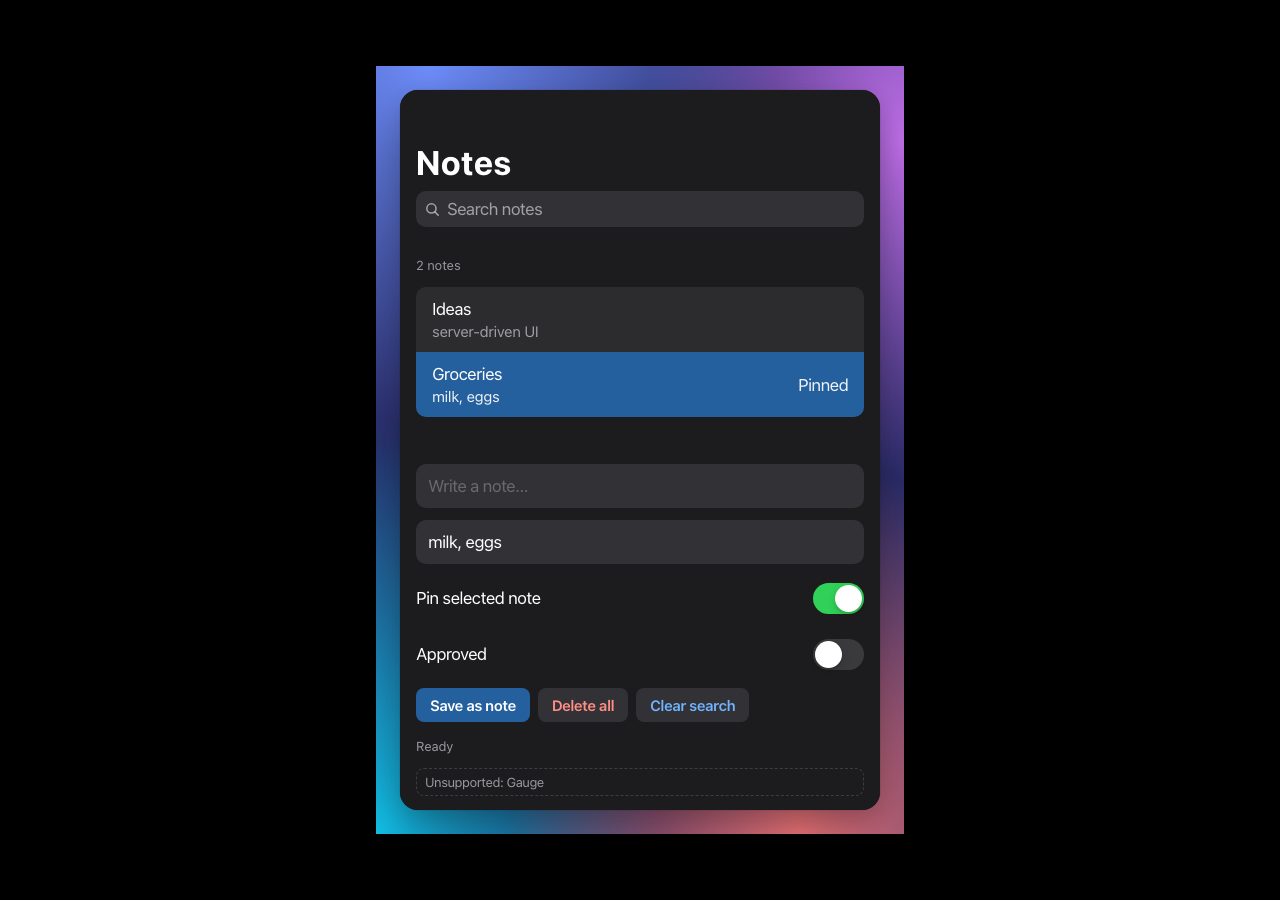 Notes
Search notes
2 notes
Ideas
server-driven UI
Groceries
milk, eggs
Pinned
Write a note...
milk, eggs
Pin selected note
Approved
Save as note
Delete all
Clear search
Ready
Unsupported: Gauge